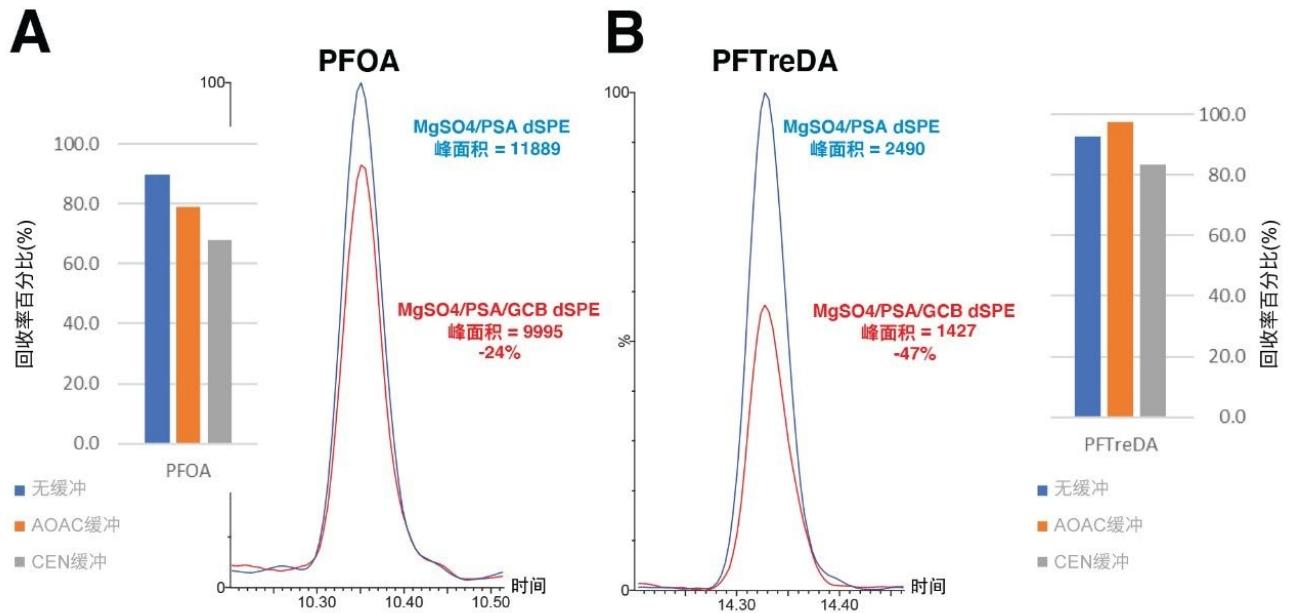 A
PFOA
100
MgSO4/PSA dSPE
峰面积 = 11889
MgSO4/PSA/GCB dSPE
峰面积 = 9995
-24%
回收率百分比(%)
100.0
80.0
60.0
40.0
20.0
0.0
PFOA
无缓冲
AOAC缓冲
CEN缓冲
0
10.30
10.40
10.50
时间
B
PFTreDA
100
%
0
MgSO4/PSA dSPE
峰面积 = 2490
MgSO4/PSA/GCB dSPE
峰面积 = 1427
-47%
14.30
14.40
时间
100.0
80.0
60.0
40.0
20.0
0.0
回收率百分比(%)
PFTreDA
无缓冲
AOAC缓冲
CEN缓冲